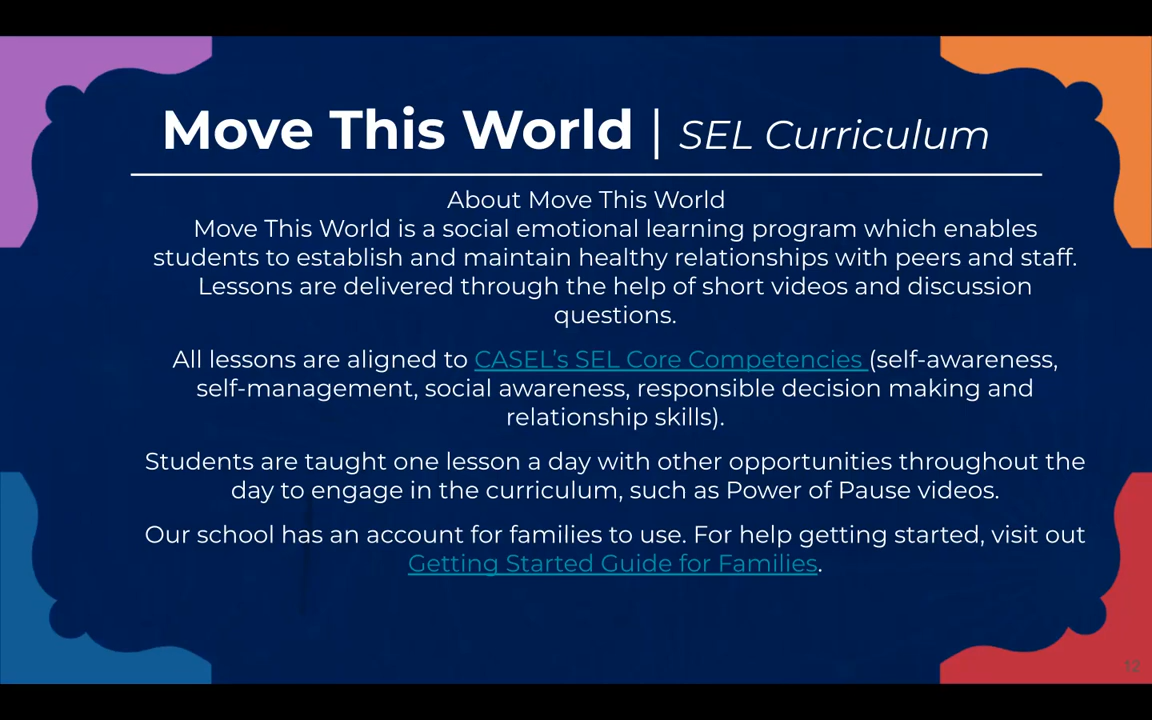 Move This World | SEL Curriculum
About Move This World
Move This World is a social emotional learning program which enables
students to establish and maintain healthy relationships with peers and staff.
Lessons are delivered through the help of short videos and discussion
questions.
All lessons are aligned to CASEL’s SEL Core Competencies (self-awareness,
self-management, social awareness, responsible decision making and
relationship skills).
Students are taught one lesson a day with other opportunities throughout the
day to engage in the curriculum, such as Power of Pause videos.
Our school has an account for families to use. For help getting started, visit out
Getting Started Guide for Families.
12